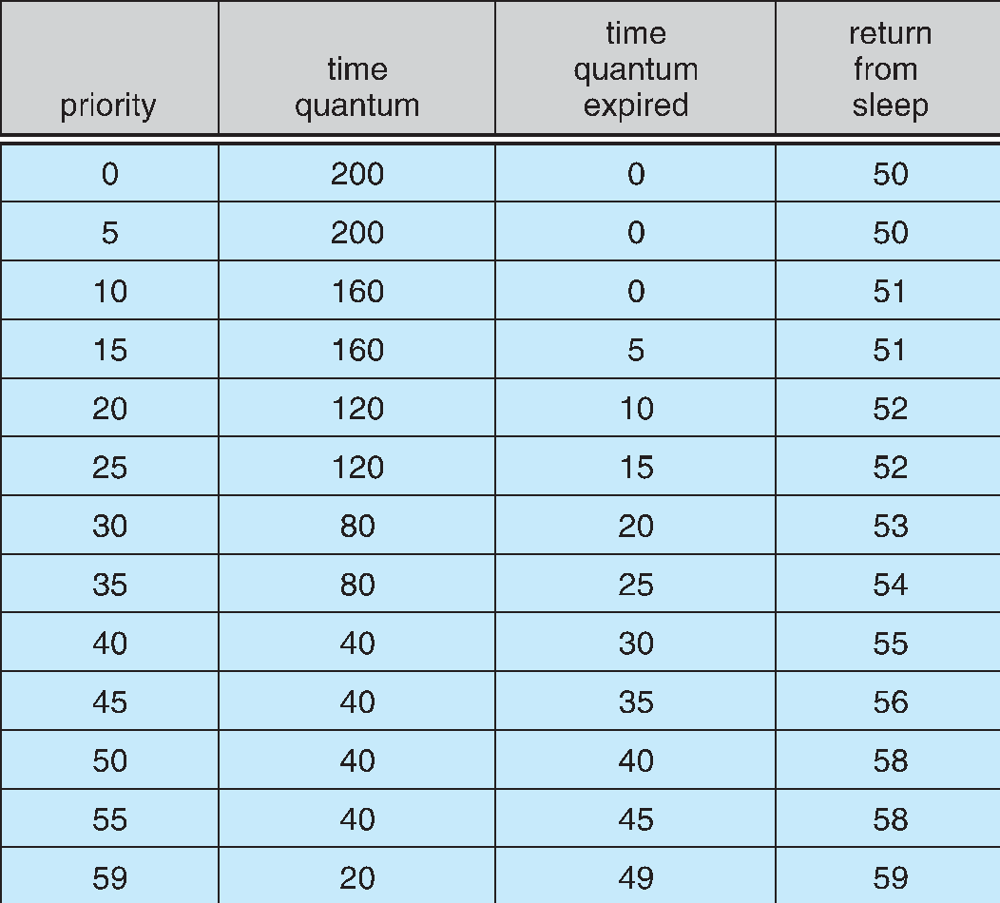 priority time quantum time quantum expired return from sleep
0 200 0 50
5 200 0 50
10 160 0 51
15 160 5 51
20 120 10 52
25 120 15 52
30 80 20 53
35 80 25 54
40 40 30 55
45 40 35 56
50 40 40 58
55 40 45 58
59 20 49 59